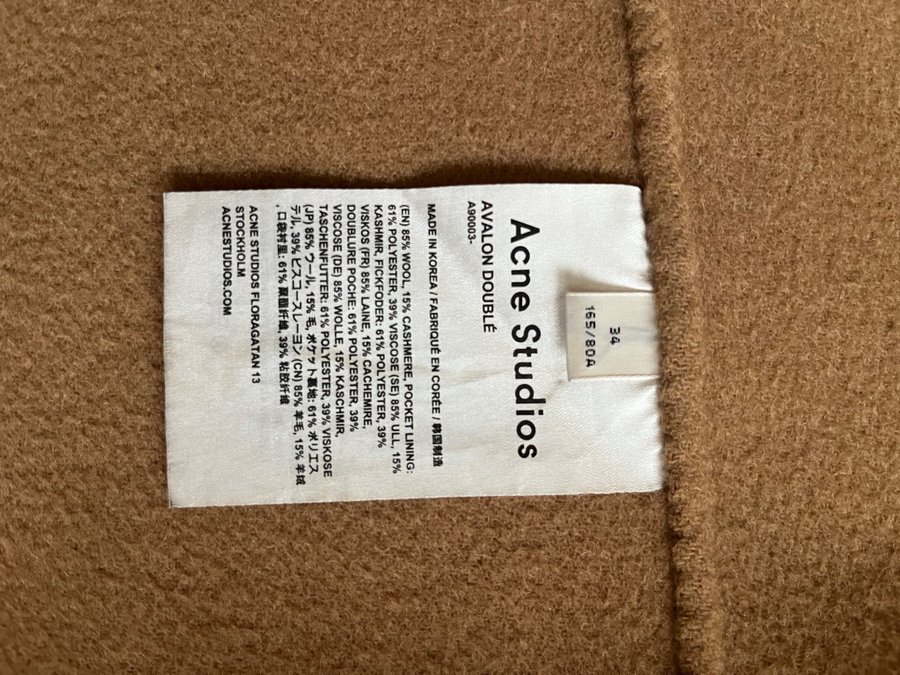 34
165/80A
Acne Studios
AVALON DOUBLÉ
A90003-
MADE IN KOREA / FABRIQUÉ EN CORÉE / 韩国制造
(EN) 85% WOOL, 15% CASHMERE, POCKET LINING:
61% POLYESTER, 39% VISCOSE (SE) 85% ULL, 15%
KASHMIR, FICKFODER: 61% POLYESTER, 39%
VISKOS (FR) 85% LAINE, 15% CACHEMIRE,
DOUBLURE POCHE: 61% POLYESTER, 39%
VISCOSE (DE) 85% WOLLE, 15% KASCHMIR,
TASCHENFUTTER: 61% POLYESTER, 39% VISKOSE
(JP) 85% ウール, 15% 毛, ポケット裏地: 61% ポリエス
テル, 39% ビスコースレーヨン (CN) 85% 羊毛, 15% 羊绒
, 口袋衬里: 61% 聚酯纤维, 39% 粘胶纤维
ACNE STUDIOS FLORAGATAN 13
STOCKHOLM
ACNESTUDIOS.COM